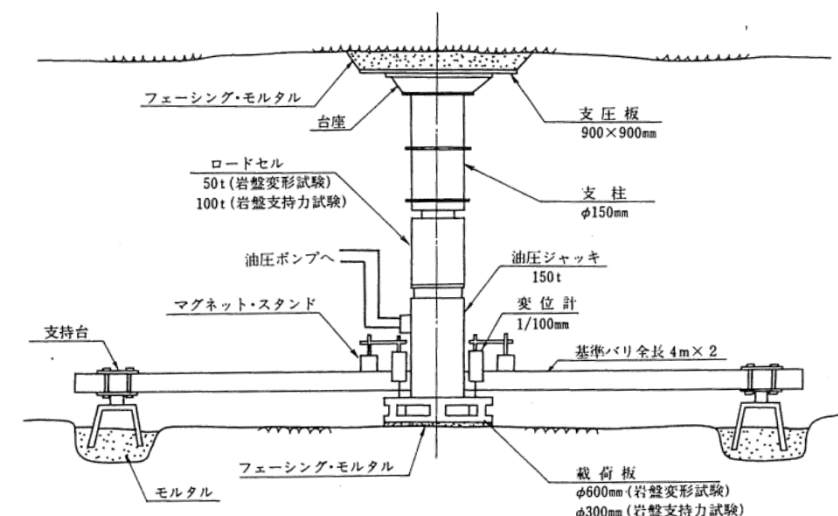 フェーシング・モルタル
台座
支圧板
900×900mm
ロードセル
50t(岩盤変形試験)
100t(岩盤支持力試験)
支柱
φ150mm
油圧ポンプへ
油圧ジャッキ
150t
マグネット・スタンド
変位計
1/100mm
支持台
基準バリ全長4m×2
フェーシング・モルタル
モルタル
載荷板
φ600mm(岩盤変形試験)
φ300mm(岩盤支持力試験)